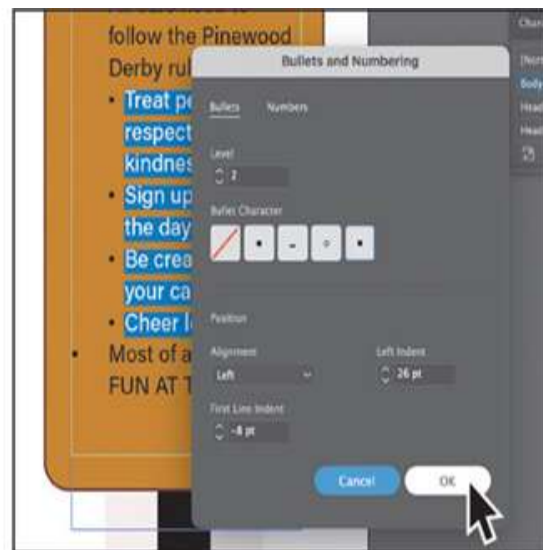 follow the Pinewood
Derby rul
• Treat pe
respect
kindnes
• Sign up
the day
• Be crea
your ca
• Cheer l
• Most of a
FUN AT T
Bullets and Numbering
Bullets Numbers
Level
2
Bullet Character
Position
Alignment
Left
Left Indent
26 pt
First Line Indent
-8 pt
Cancel
OK
Body
Head
Head